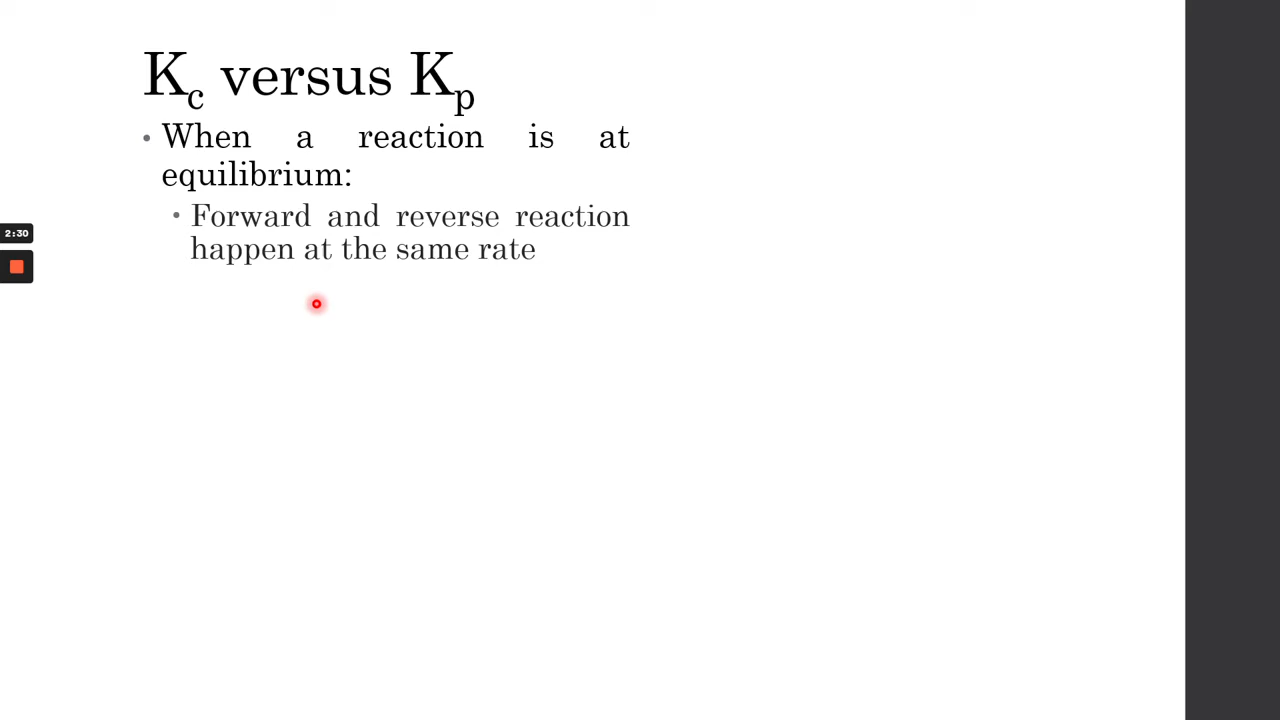 Kc versus Kp
• When a reaction is at
equilibrium:
• Forward and reverse reaction
happen at the same rate
2:30